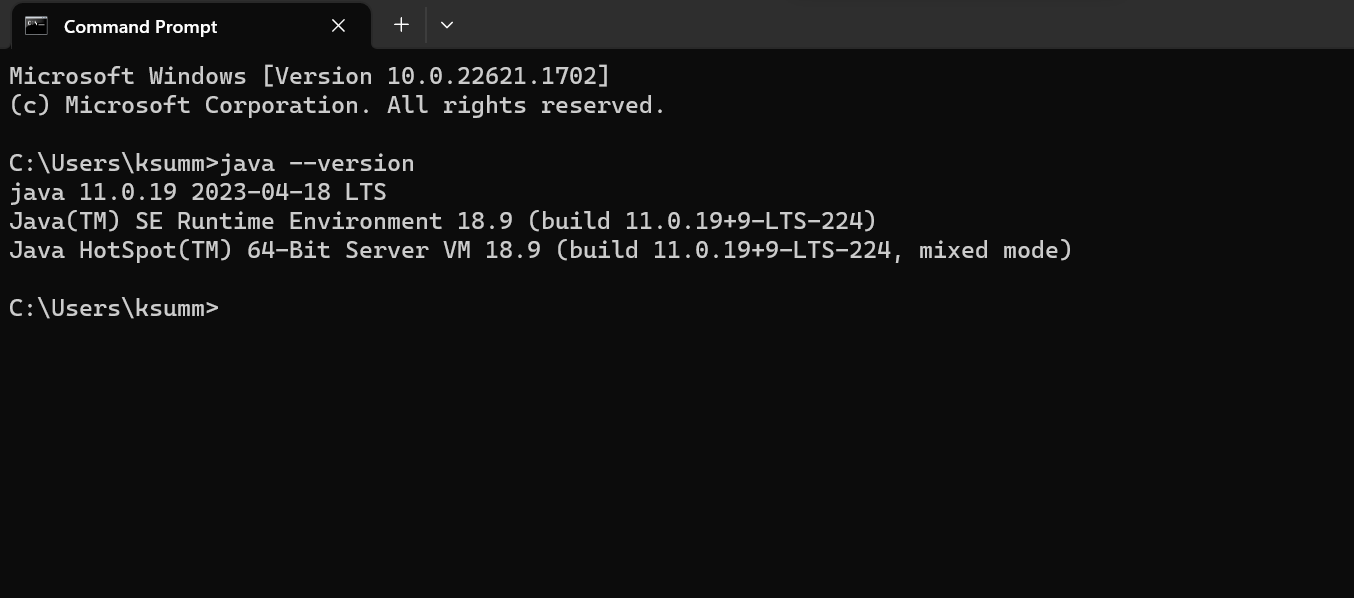 Command Prompt
Microsoft Windows [Version 10.0.22621.1702]
(c) Microsoft Corporation. All rights reserved.
C:\Users\ksumm>java --version
java 11.0.19 2023-04-18 LTS
Java(TM) SE Runtime Environment 18.9 (build 11.0.19+9-LTS-224)
Java HotSpot(TM) 64-Bit Server VM 18.9 (build 11.0.19+9-LTS-224, mixed mode)
C:\Users\ksumm>